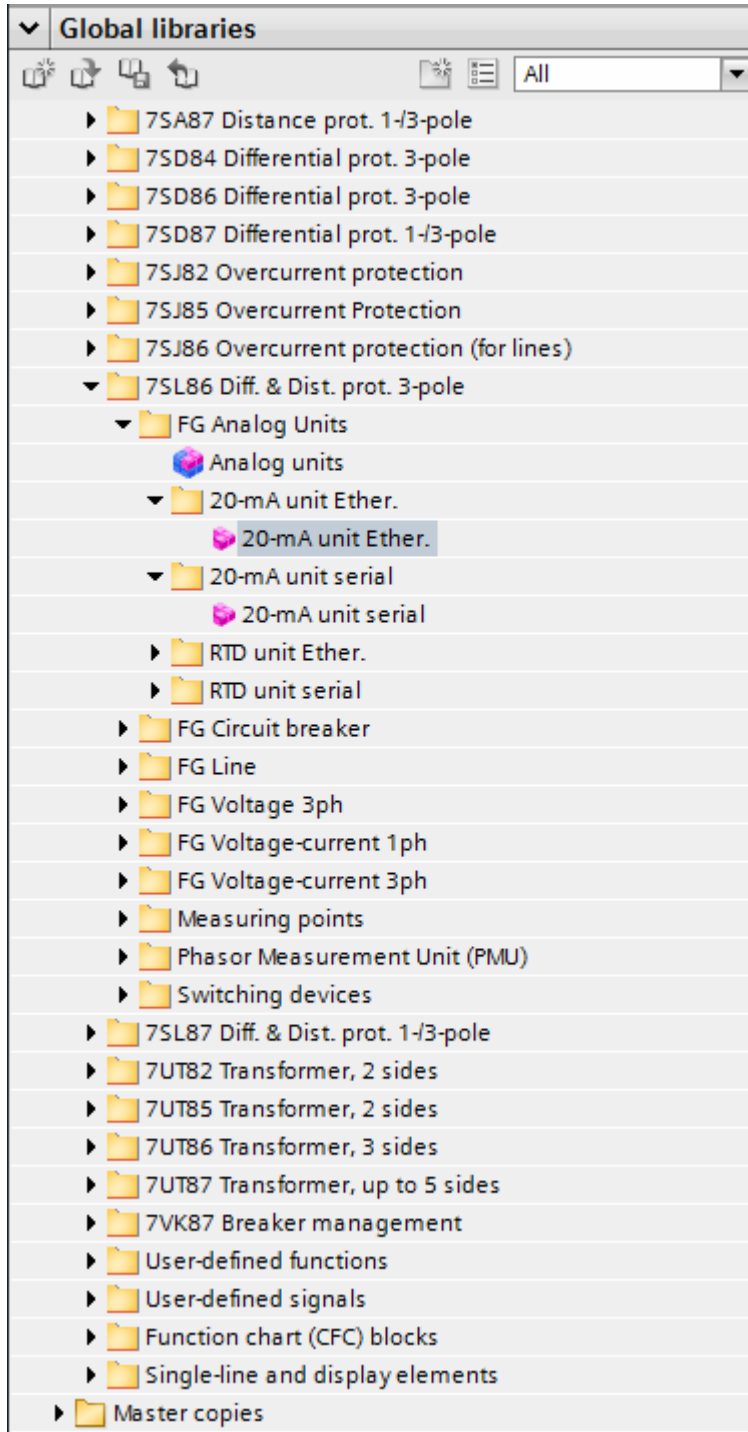 Global libraries
All
7SA87 Distance prot. 1-/3-pole
7SD84 Differential prot. 3-pole
7SD86 Differential prot. 3-pole
7SD87 Differential prot. 1-/3-pole
7SJ82 Overcurrent protection
7SJ85 Overcurrent Protection
7SJ86 Overcurrent protection (for lines)
7SL86 Diff. & Dist. prot. 3-pole
FG Analog Units
Analog units
20-mA unit Ether.
20-mA unit Ether.
20-mA unit serial
20-mA unit serial
RTD unit Ether.
RTD unit serial
FG Circuit breaker
FG Line
FG Voltage 3ph
FG Voltage-current 1ph
FG Voltage-current 3ph
Measuring points
Phasor Measurement Unit (PMU)
Switching devices
7SL87 Diff. & Dist. prot. 1-/3-pole
7UT82 Transformer, 2 sides
7UT85 Transformer, 2 sides
7UT86 Transformer, 3 sides
7UT87 Transformer, up to 5 sides
7VK87 Breaker management
User-defined functions
User-defined signals
Function chart (CFC) blocks
Single-line and display elements
Master copies